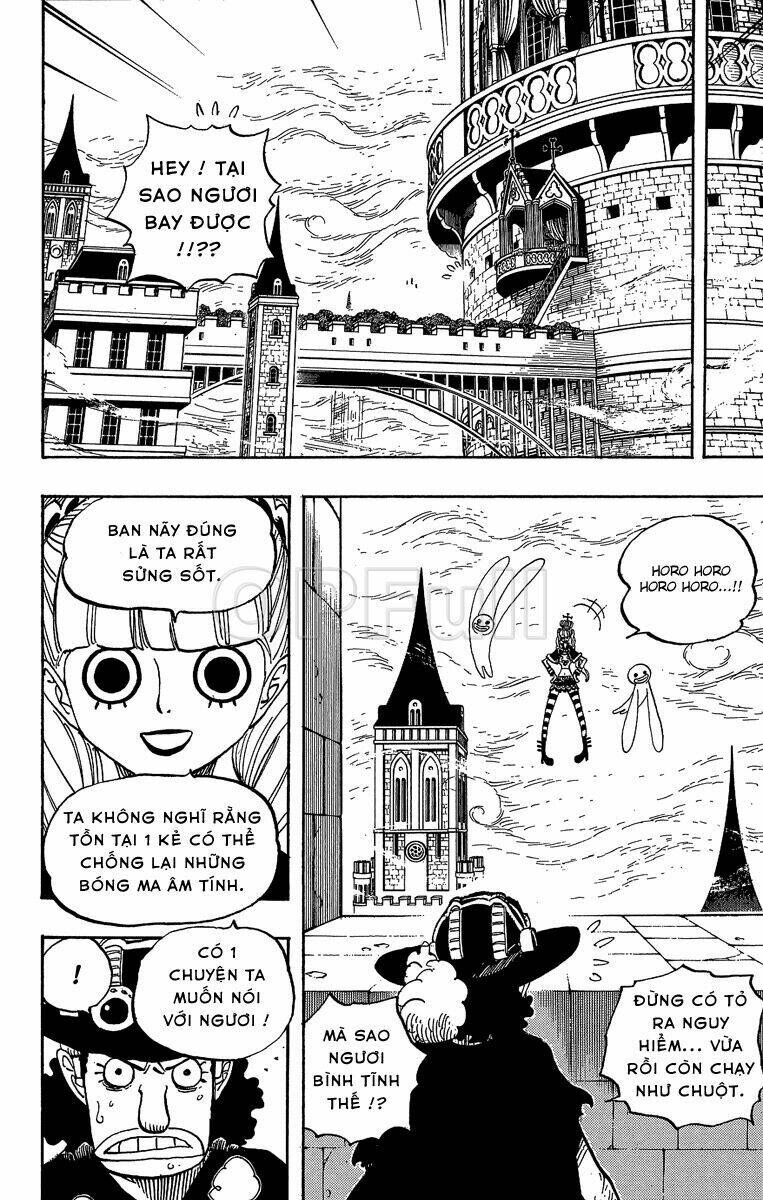 HEY ! TẠI
SAO NGƯƠI
BAY ĐƯỢC
!!??
HORO HORO
HORO HORO...!!
ĐỪNG CÓ TỎ
RA NGUY
HIỂM... VỪA
RỒI CÒN CHẠY
NHƯ CHUỘT.
MÀ SAO
NGƯƠI
BÌNH TĨNH
THẾ !?
BAN NÃY ĐÚNG
LÀ TA RẤT
SỬNG SỐT.
TA KHÔNG NGHĨ RẰNG
TỒN TẠI 1 KẺ CÓ THỂ
CHỐNG LẠI NHỮNG
BÓNG MA ÂM TÍNH.
CÓ 1
CHUYỆN TA
MUỐN NÓI
VỚI NGƯƠI !
!
OPFull